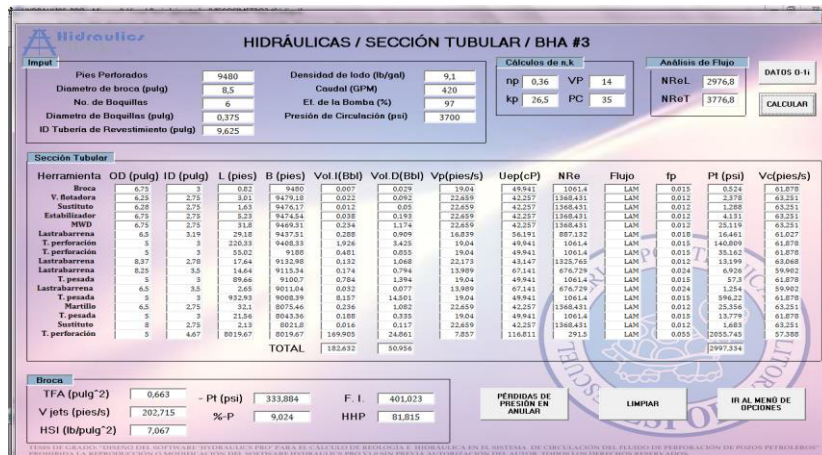 Hidraulics
HIDRÁULICAS / SECCIÓN TUBULAR / BHA #3
Imput
Pies Perforados 9480
Diametro de broca (pulg) 8,5
No. de Boquillas 6
Diametro de Boquillas (pulg) 0,375
ID Tubería de Revestimiento (pulg) 9,625
Densidad de lodo (lb/gal) 9,1
Caudal (GPM) 420
Ef. de la Bomba (%) 97
Presión de Circulación (psi) 3700
Cálculos de n,k
np 0,36 VP 14
kp 26,5 PC 35
Análisis de Flujo
NReL 2976,8
NReT 3776,8
DATOS 0-1i
CALCULAR
Sección Tubular
Herramienta OD (pulg) ID (pulg) L (pies) B (pies) Vol.I(Bbl) Vol.D(Bbl) Vp(pies/s) Uep(cP) NRe Flujo fp Pt (psi) Vc(pies/s)
Broca 6,75 3 0,82 9480 0,007 0,029 19,04 49,941 1061,4 LAM 0,015 0,524 61,878
V. flotadora 6,25 2,75 3,01 9479,18 0,022 0,092 22,659 42,257 1368,431 LAM 0,012 2,378 63,251
Sustituto 6,28 2,75 1,63 9476,17 0,012 0,05 22,659 42,257 1368,431 LAM 0,012 1,288 63,251
Estabilizador 6,75 2,75 5,23 9474,54 0,038 0,193 22,659 42,257 1368,431 LAM 0,012 4,131 63,251
MWD 6,75 2,75 31,8 9469,31 0,234 1,174 22,659 42,257 1368,431 LAM 0,012 25,119 63,251
Lastrabarrena 6,5 3,19 29,18 9437,51 0,288 0,909 16,839 56,191 887,132 LAM 0,018 16,461 61,027
T. perforación 5 3 220,33 9408,33 1,926 3,425 19,04 49,941 1061,4 LAM 0,015 140,809 61,878
T. perforación 5 3 55,02 9188 0,481 0,855 19,04 49,941 1061,4 LAM 0,015 35,162 61,878
Lastrabarrena 8,37 2,78 17,64 9132,98 0,132 1,068 22,173 43,147 1325,765 LAM 0,012 13,199 63,068
Lastrabarrena 8,25 3,5 14,64 9115,34 0,174 0,794 13,989 67,141 676,729 LAM 0,024 6,926 59,902
T. pesada 5 3 89,66 9100,7 0,784 1,394 19,04 49,941 1061,4 LAM 0,015 57,3 61,878
Lastrabarrena 6,5 3,5 2,65 9011,04 0,032 0,077 13,989 67,141 676,729 LAM 0,024 1,254 59,902
T. pesada 5 3 932,93 9008,39 8,157 14,501 19,04 49,941 1061,4 LAM 0,015 596,22 61,878
Martillo 6,5 2,75 32,1 8075,46 0,236 1,082 22,659 42,257 1368,431 LAM 0,012 25,356 63,251
T. pesada 5 3 21,56 8043,36 0,188 0,335 19,04 49,941 1061,4 LAM 0,015 13,779 61,878
Sustituto 8 2,75 2,13 8021,8 0,016 0,117 22,659 42,257 1368,431 LAM 0,012 1,683 63,251
T. perforación 5 4,67 8019,67 8019,67 169,905 24,861 7,857 116,811 291,5 LAM 0,055 2055,745 57,388
TOTAL 182,632 50,956 2997,334
Broca
TFA (pulg^2) 0,663
V jets (pies/s) 202,715
HSI (lb/pulg^2) 7,067
- Pt (psi) 333,884
%-P 9,024
F. I. 401,023
HHP 81,815
PÉRDIDAS DE PRESIÓN EN ANULAR
LIMPIAR
IR AL MENÚ DE OPCIONES
ESPOL